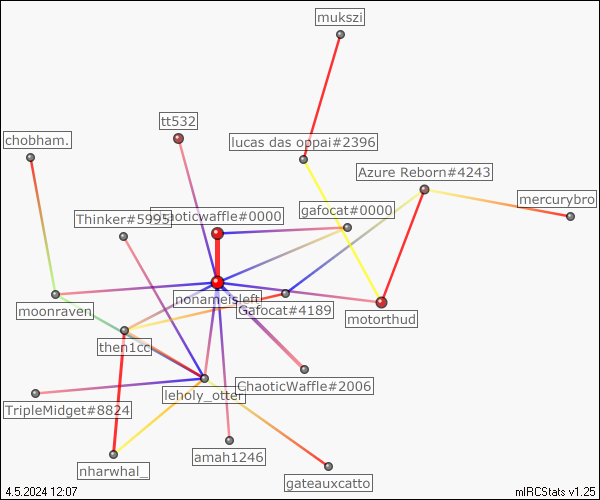 mukszi
tt532
chobham.
lucas das oppai#2396
Azure Reborn#4243
mercurybro
Thinker#5995
haoticwaffle#0000
gafocat#0000
nonameisleft
Gafocat#4189
moonraven
motorthud
then1cc
ChaoticWaffle#2006
leholy_otter
TripleMidget#8824
amah1246
nharwhal_
gateauxcatto
4.5.2024 12:07
mIRCStats v1.25